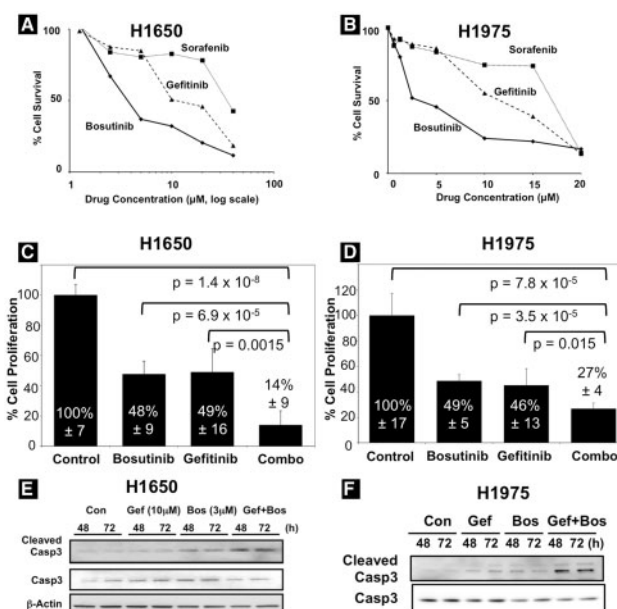 A H1650
100
50
0
% Cell Survival
Sorafenib
Gefitinib
Bosutinib
1 10 100
Drug Concentration (µM, log scale)
B H1975
100
50
0
% Cell Survival
Sorafenib
Gefitinib
Bosutinib
0 5 10 15 20
Drug Concentration (µM)
C H1650
% Cell Proliferation
100
80
60
40
20
0
p = 1.4 x 10-8
p = 6.9 x 10-5
p = 0.0015
100% ± 7
48% ± 9
49% ± 16
14% ± 9
Control Bosutinib Gefitinib Combo
D H1975
% Cell Proliferation
120
100
80
60
40
20
0
p = 7.8 x 10-5
p = 3.5 x 10-5
p = 0.015
100% ± 17
49% ± 5
46% ± 13
27% ± 4
Control Bosutinib Gefitinib Combo
E H1650
Con Gef (10µM) Bos (3µM) Gef+Bos
48 72 48 72 48 72 48 72 (h)
Cleaved
Casp3
Casp3
β-Actin
F H1975
Con Gef Bos Gef+Bos
48 72 48 72 48 72 48 72 (h)
Cleaved
Casp3
Casp3